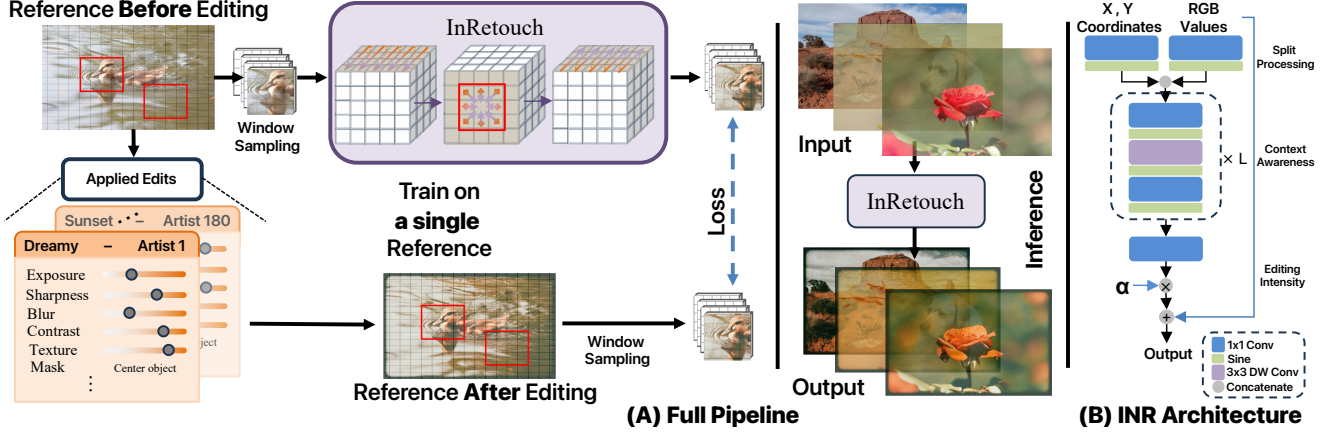 Reference Before Editing
Window
Sampling
InRetouch
Applied Edits
Sunset
–
Artist 180
Dreamy – Artist 1
Exposure
Sharpness
Blur
Contrast
Texture
Mask
Center object
ject
Train on
a single
Reference
Reference After Editing
Window
Sampling
Loss
Input
InRetouch
Inference
Output
(A) Full Pipeline
X , Y
Coordinates
RGB
Values
Split
Processing
× L
Context
Awareness
α
×
+
Editing
Intensity
Output
1x1 Conv
Sine
3x3 DW Conv
Concatenate
(B) INR Architecture